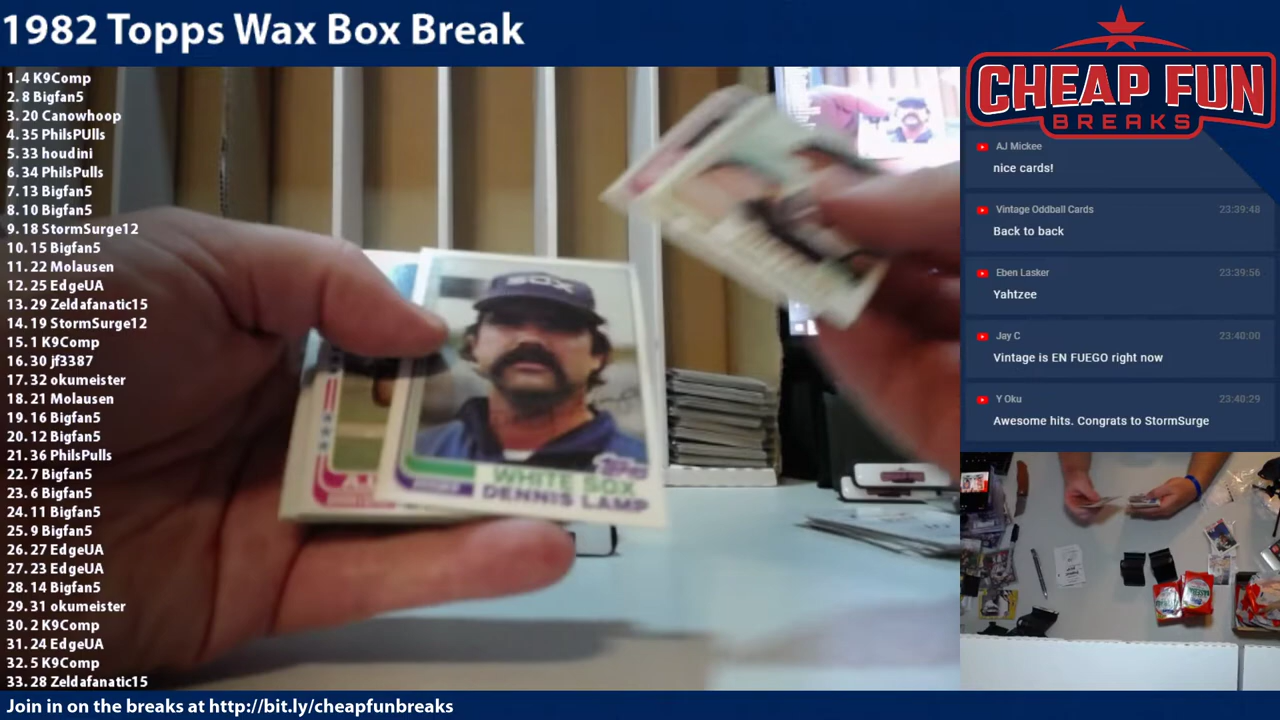 1982 Topps Wax Box Break
1. 4 K9Comp
2. 8 Bigfan5
3. 20 Canowhoop
4. 35 PhilsPUlls
5. 33 houdini
6. 34 PhilsPulls
7. 13 Bigfan5
8. 10 Bigfan5
9. 18 StormSurge12
10. 15 Bigfan5
11. 22 Molausen
12. 25 EdgeUA
13. 29 Zeldafanatic15
14. 19 StormSurge12
15. 1 K9Comp
16. 30 jf3387
17. 32 okumeister
18. 21 Molausen
19. 16 Bigfan5
20. 12 Bigfan5
21. 36 PhilsPulls
22. 7 Bigfan5
23. 6 Bigfan5
24. 11 Bigfan5
25. 9 Bigfan5
26. 27 EdgeUA
27. 23 EdgeUA
28. 14 Bigfan5
29. 31 okumeister
30. 2 K9Comp
31. 24 EdgeUA
32. 5 K9Comp
33. 28 Zeldafanatic15
SOX
Topps
WHITE SOX
DENNIS LAMP
CHEAP FUN
BREAKS
AJ Mickee
nice cards!
Vintage Oddball Cards 23:39:48
Back to back
Eben Lasker 23:39:56
Yahtzee
Jay C 23:40:00
Vintage is EN FUEGO right now
Y Oku 23:40:29
Awesome hits. Congrats to StormSurge
Join in on the breaks at http://bit.ly/cheapfunbreaks